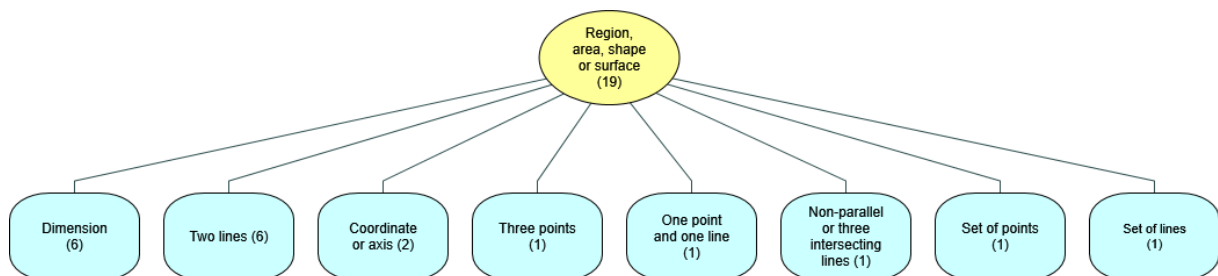 Region,
area, shape
or surface
(19)
Dimension
(6)
Two lines (6)
Coordinate
or axis (2)
Three points
(1)
One point
and one line
(1)
Non-parallel
or three
intersecting
lines (1)
Set of points
(1)
Set of lines
(1)